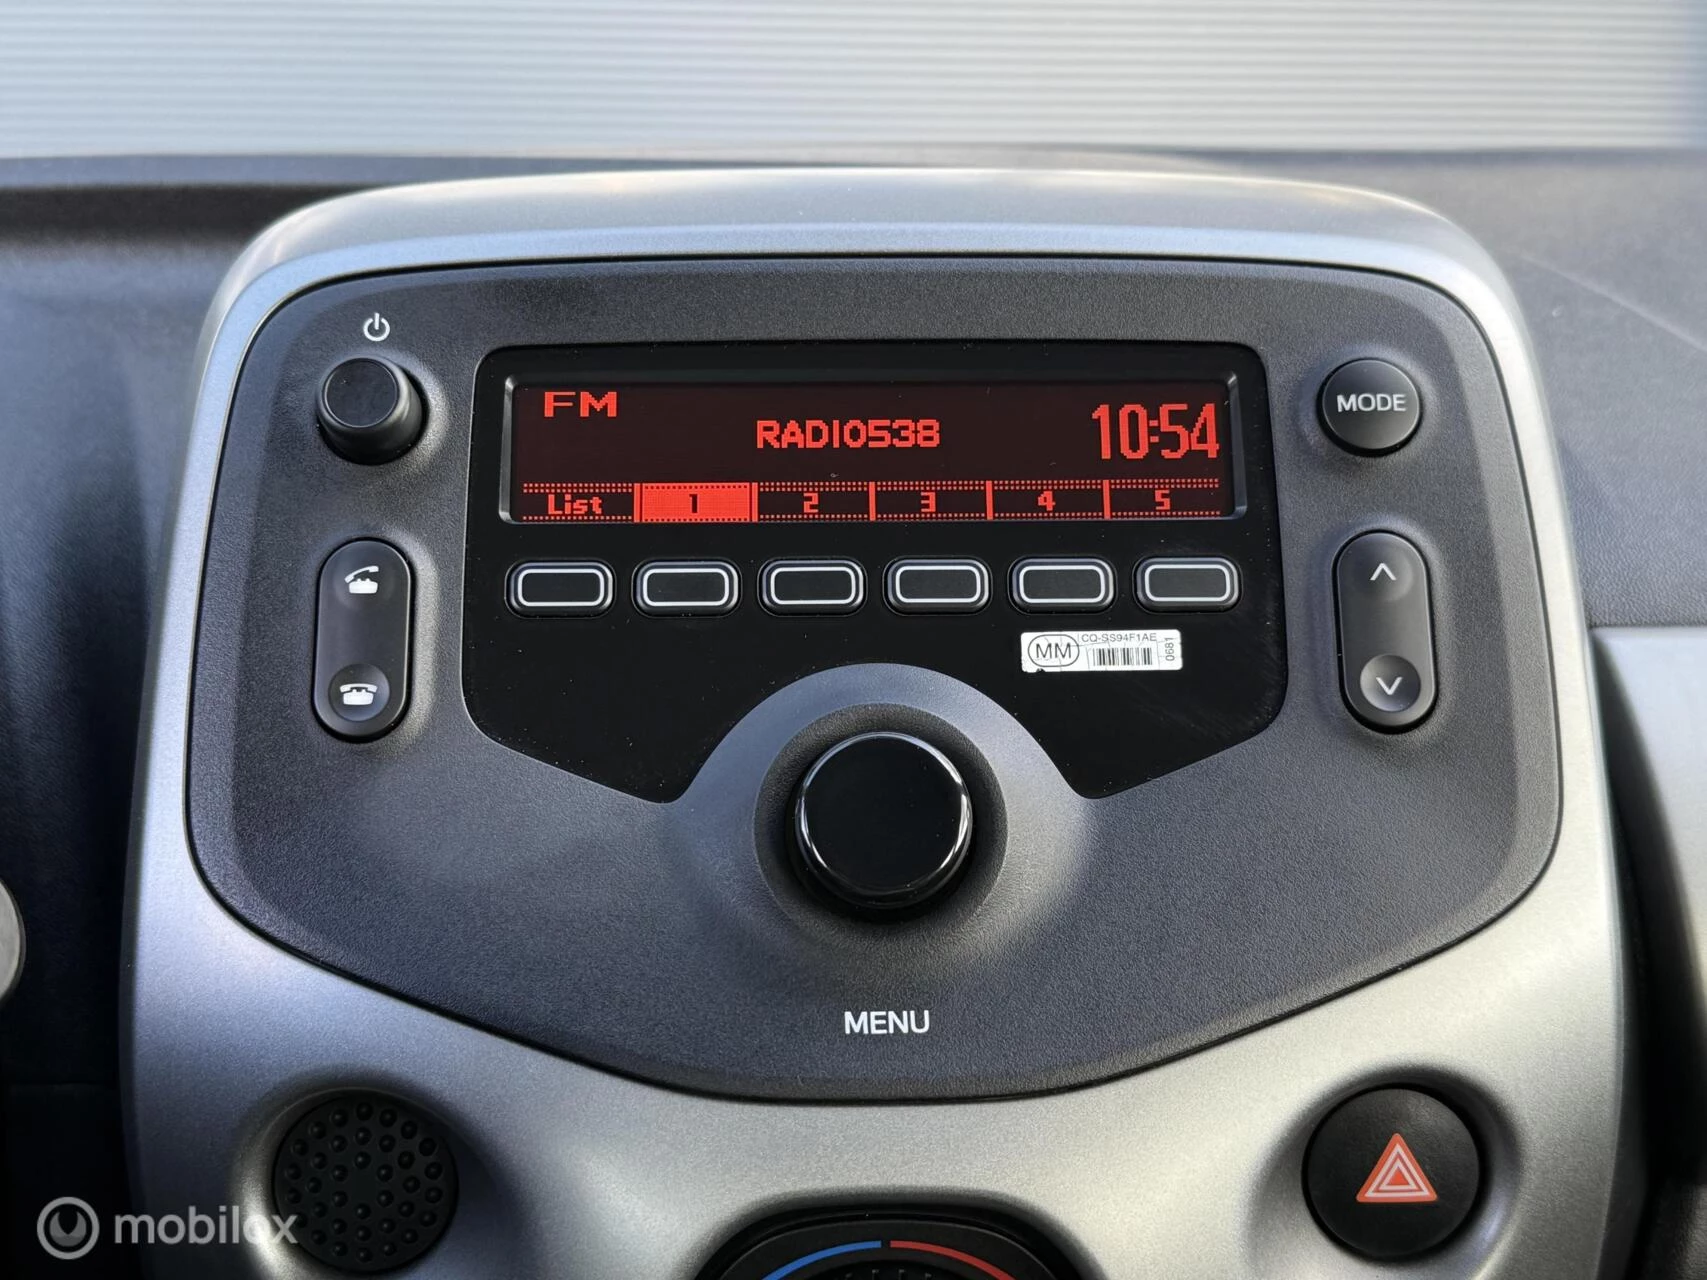 FM
RADIO538
10:54
List 1 2 3 4 5
MODE
MM
CQ-SS94F1AE
0681
MENU
mobilox